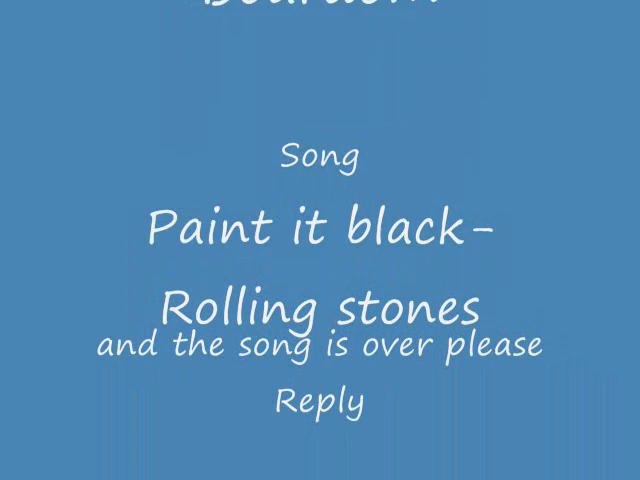 Song
Paint it black-
Rolling stones
and the song is over please
Reply